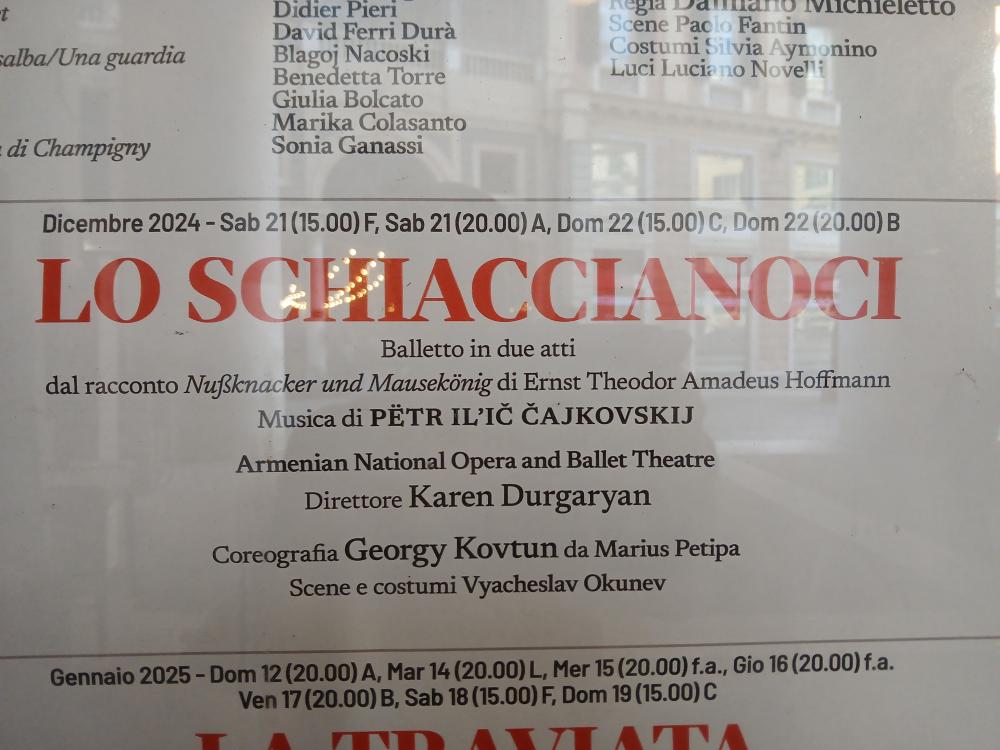 Didier Pieri
David Ferri Durà
salba/Una guardia
Blagoj Nacoski
Benedetta Torre
Giulia Bolcato
Marika Colasanto
di Champigny
Sonia Ganassi
Regia Damiano Michieletto
Scene Paolo Fantin
Costumi Silvia Aymonino
Luci Luciano Novelli
Dicembre 2024 - Sab 21 (15.00) F, Sab 21 (20.00) A, Dom 22 (15.00) C, Dom 22 (20.00) B
LO SCHIACCIANOCI
Balletto in due atti
dal racconto Nußknacker und Mausekönig di Ernst Theodor Amadeus Hoffmann
Musica di PËTR IL’IČ ČAJKOVSKIJ
Armenian National Opera and Ballet Theatre
Direttore Karen Durgaryan
Coreografia Georgy Kovtun da Marius Petipa
Scene e costumi Vyacheslav Okunev
Gennaio 2025 - Dom 12 (20.00) A, Mar 14 (20.00) L, Mer 15 (20.00) f.a., Gio 16 (20.00) f.a.
Ven 17 (20.00) B, Sab 18 (15.00) F, Dom 19 (15.00) C
LA TRAVIATA